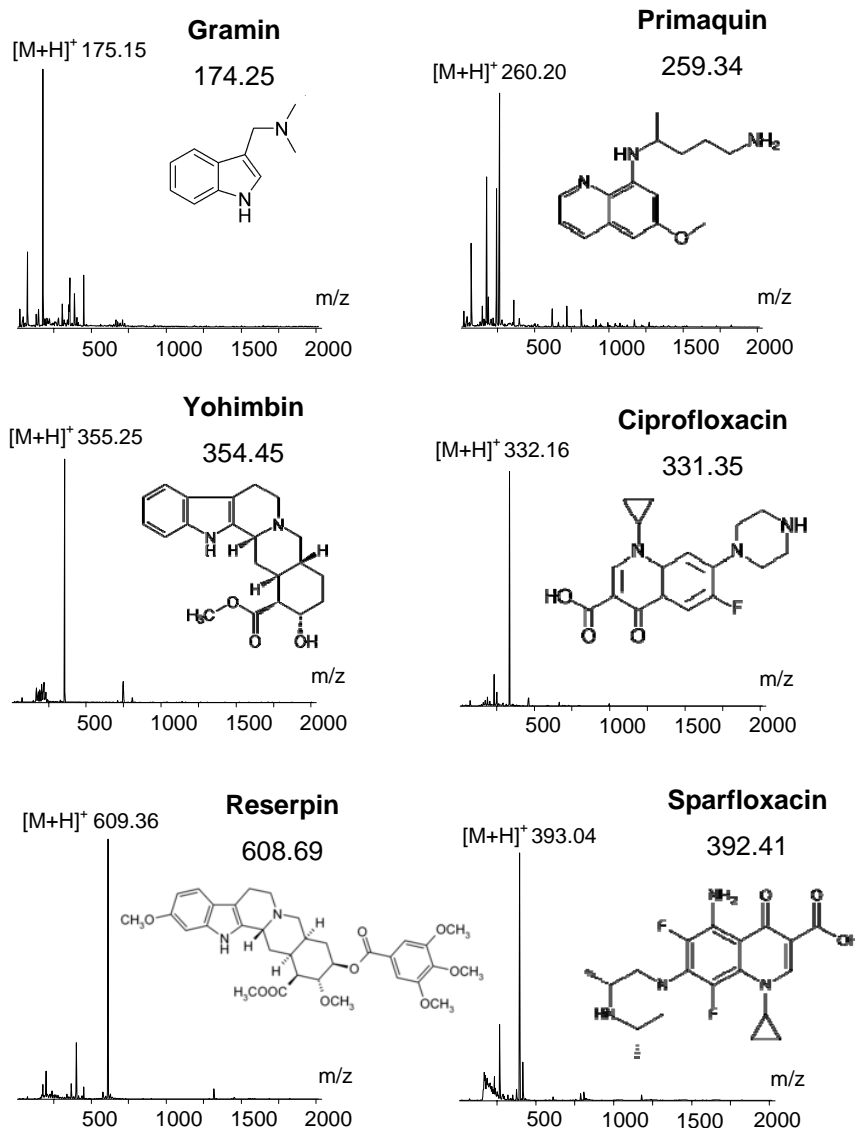 Gramin
[M+H]+ 175.15
174.25
N
N
H
m/z
500 1000 1500 2000
Primaquin
[M+H]+ 260.20
259.34
HN
NH2
N
O
m/z
500 1000 1500 2000
Yohimbin
[M+H]+ 355.25
354.45
N
N
H
H
H
H
O
H3C
O
OH
m/z
500 1000 1500 2000
Ciprofloxacin
[M+H]+ 332.16
331.35
NH
N
N
HO
F
O
O
m/z
500 1000 1500 2000
Reserpin
[M+H]+ 609.36
608.69
CH3O
N
N
H
H
H
H
O
O
OCH3
OCH3
OCH3
H3COOC
OCH3
m/z
500 1000 1500 2000
Sparfloxacin
[M+H]+ 393.04
392.41
NH2
O
O
F
OH
N
N
HN
F
m/z
500 1000 1500 2000